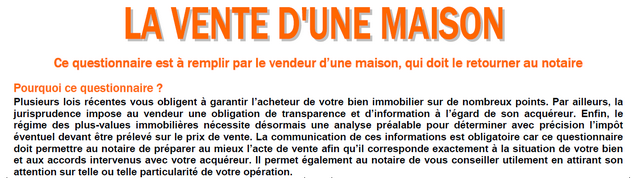 LA VENTE D'UNE MAISON
Ce questionnaire est à remplir par le vendeur d'une maison, qui doit le retourner au notaire
Pourquoi ce questionnaire ?
Plusieurs lois récentes vous obligent à garantir l'acheteur de votre bien immobilier sur de nombreux points. Par ailleurs, la
jurisprudence impose au vendeur une obligation de transparence et d'information à l'égard de son acquéreur. Enfin, le
régime des plus-values immobilières nécessite désormais une analyse préalable pour déterminer avec précision l'impôt
éventuel devant être prélevé sur le prix de vente. La communication de ces informations est obligatoire car ce questionnaire
doit permettre au notaire de préparer au mieux l'acte de vente afin qu'il corresponde exactement à la situation de votre bien
et aux accords intervenus avec votre acquéreur. Il permet également au notaire de vous conseiller utilement en attirant son
attention sur telle ou telle particularité de votre opération.